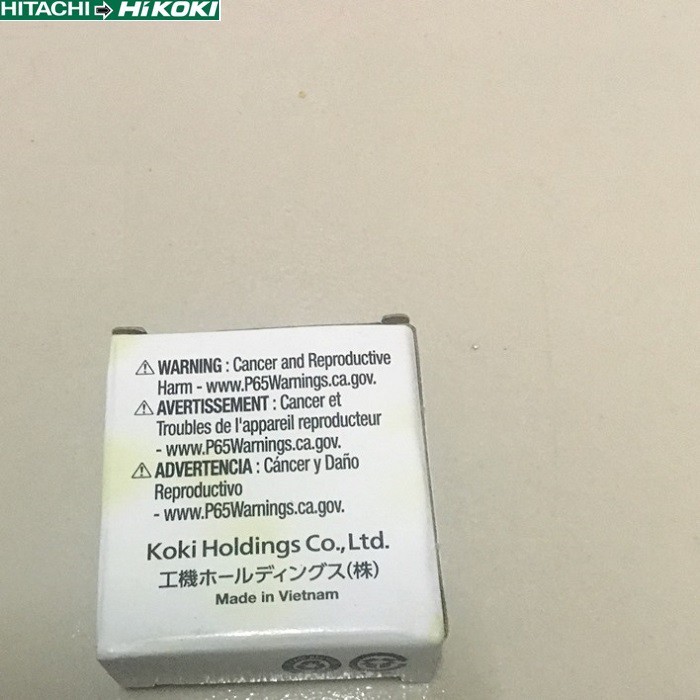 HITACHI HiKOKI
⚠ WARNING : Cancer and Reproductive
Harm - www.P65Warnings.ca.gov.
⚠ AVERTISSEMENT : Cancer et
Troubles de l'appareil reproducteur
- www.P65Warnings.ca.gov.
⚠ ADVERTENCIA : Cáncer y Daño
Reproductivo
- www.P65Warnings.ca.gov.
Koki Holdings Co., Ltd.
工機ホールディングス(株)
Made in Vietnam